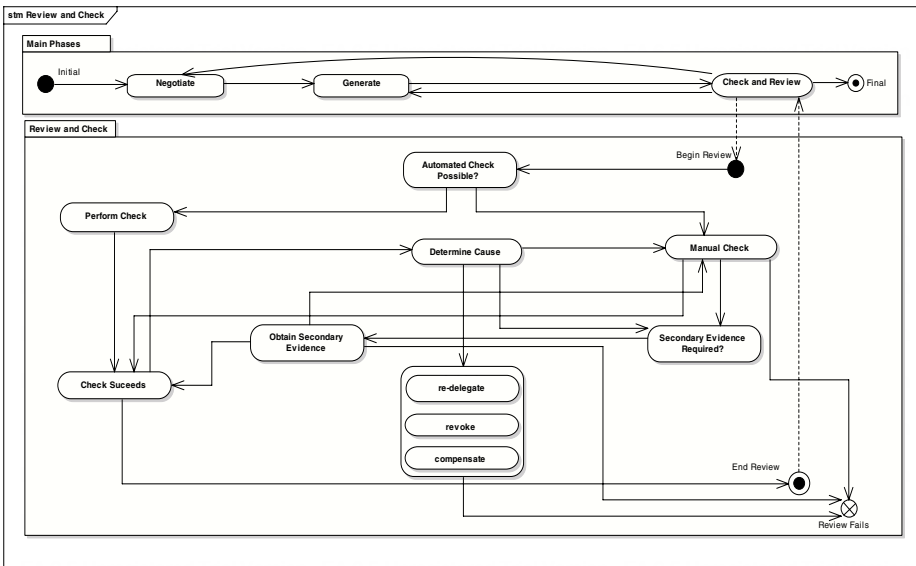 stm Review and Check
Main Phases
Initial
Negotiate
Generate
Check and Review
Final
Review and Check
Begin Review
Automated Check
Possible?
Perform Check
Determine Cause
Manual Check
Obtain Secondary
Evidence
Secondary Evidence
Required?
Check Suceeds
re-delegate
revoke
compensate
End Review
Review Fails